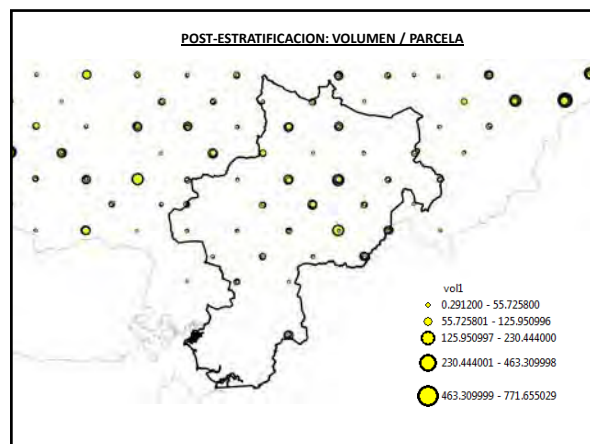 POST-ESTRATIFICACION: VOLUMEN / PARCELA
vol1
0.291200 - 55.725800
55.725801 - 125.950996
125.950997 - 230.444000
230.444001 - 463.309998
463.309999 - 771.655029